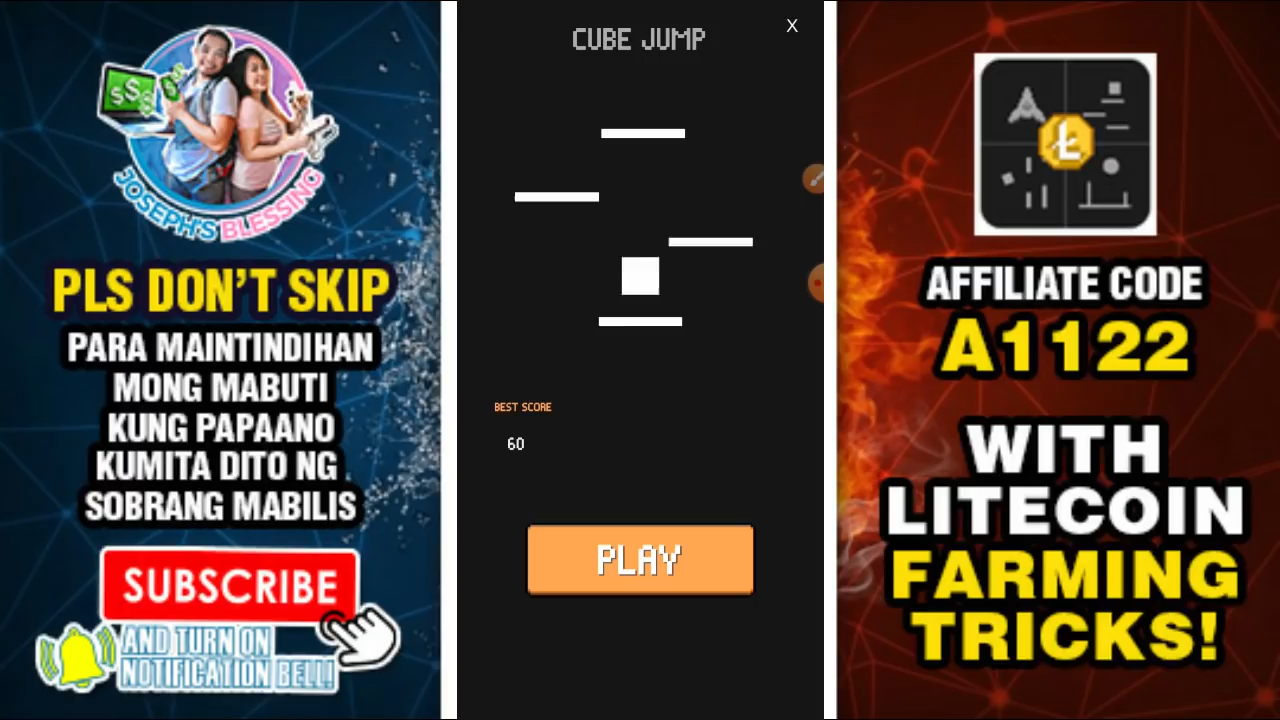 JOSEPH'S BLESSING
PLS DON'T SKIP
PARA MAINTINDIHAN
MONG MABUTI
KUNG PAPAANO
KUMITA DITO NG
SOBRANG MABILIS
SUBSCRIBE
AND TURN ON
NOTIFICATION BELL!
CUBE JUMP
X
BEST SCORE
60
PLAY
AFFILIATE CODE
A1122
WITH
LITECOIN
FARMING
TRICKS!